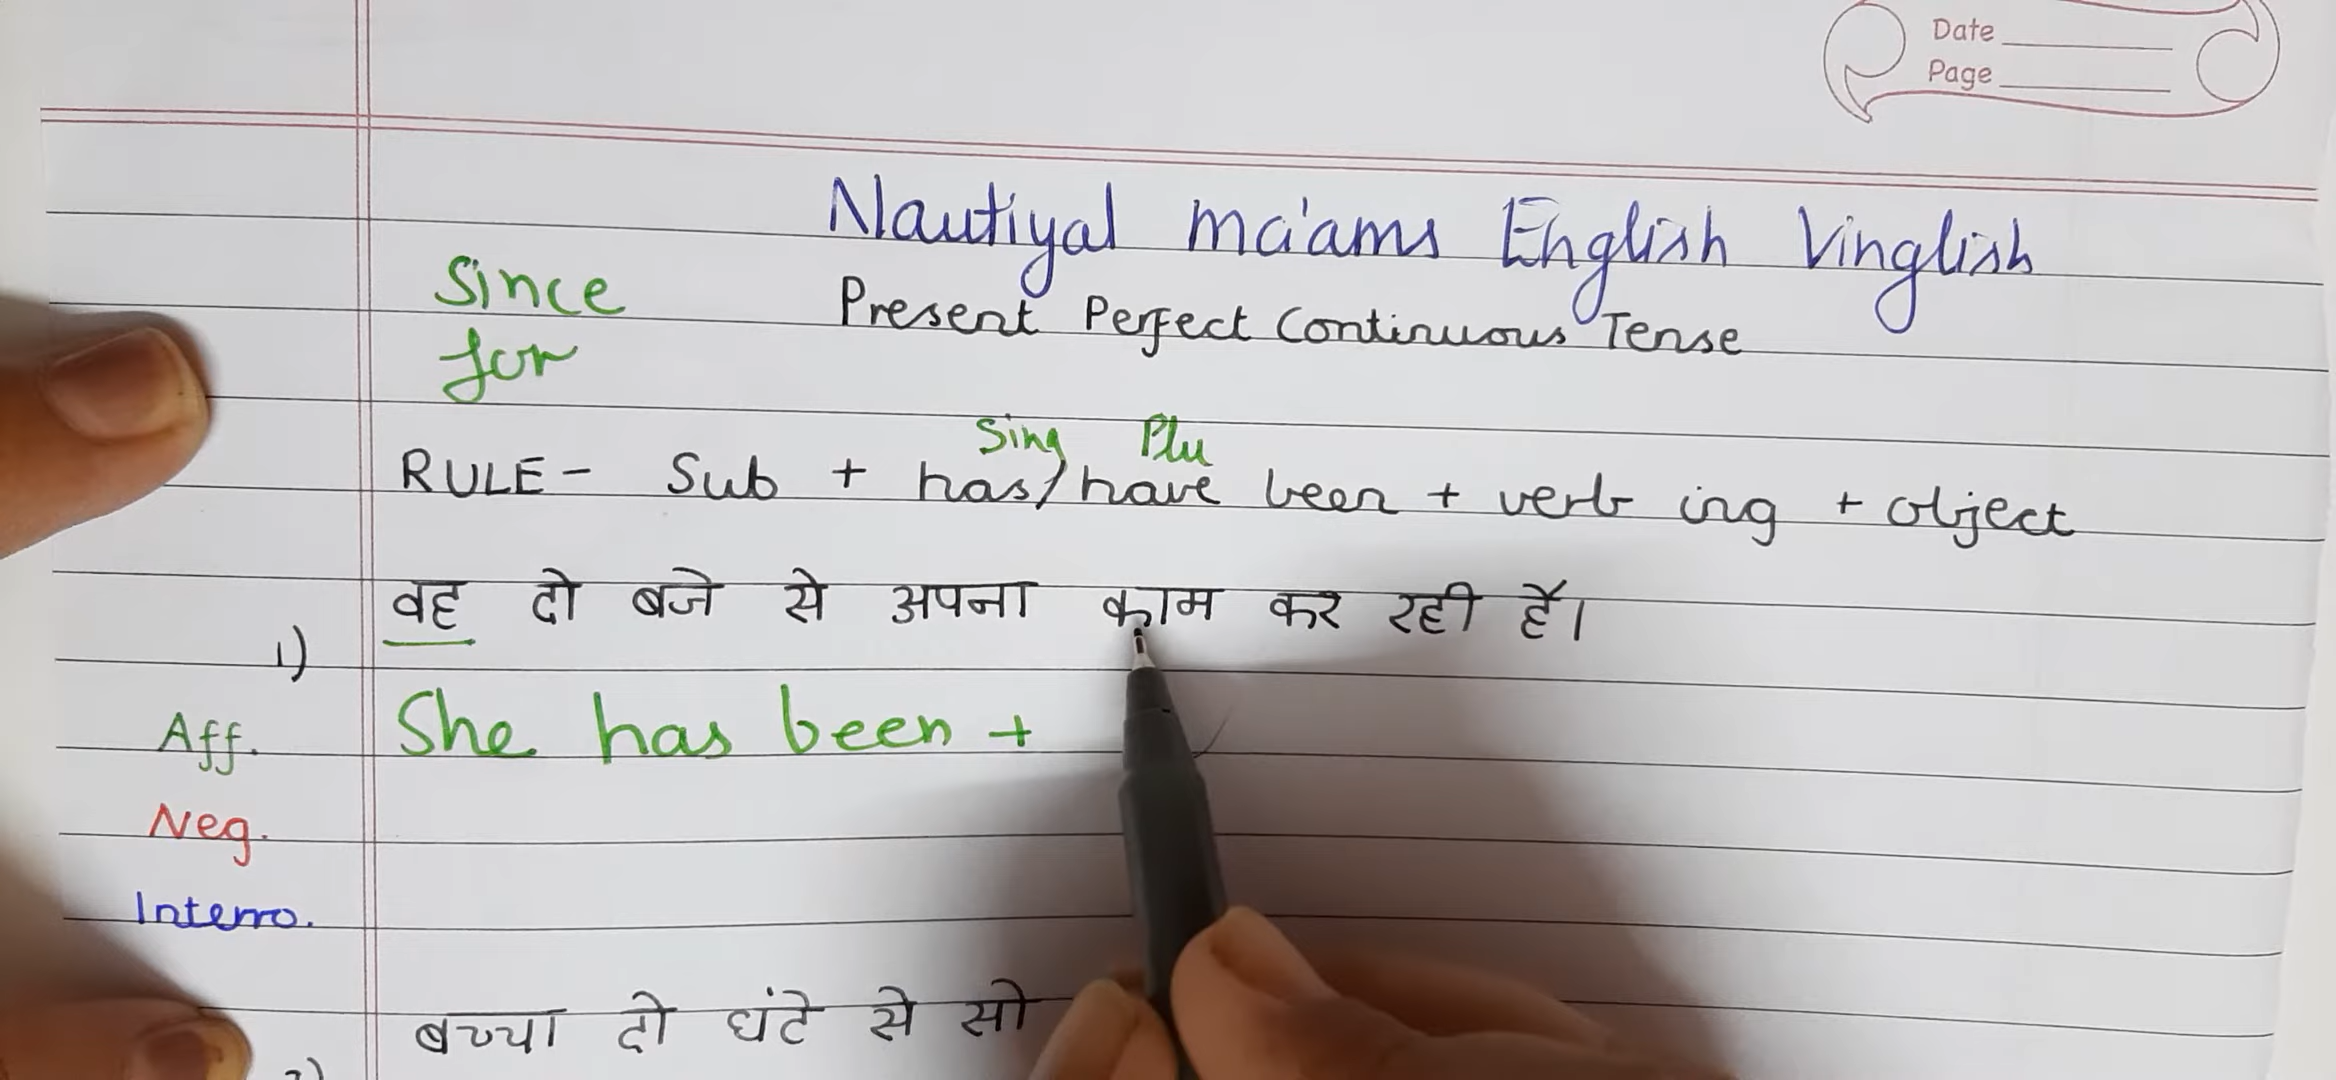 Date
Page
Nautiyal ma'ams English Vinglish
Since
Present Perfect Continuous Tense
for
Sing Plu
RULE- Sub + has/have been + verb ing + object
वह दो बजे से अपना काम कर रही है।
1)
Aff. She has been +
Neg.
Interro.
बच्चा दो घंटे से सो
2)